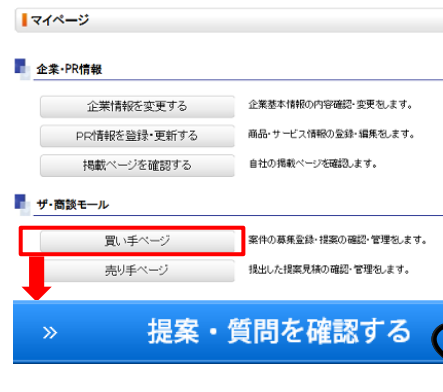 マイページ
企業・PR情報
企業情報を変更する
企業基本情報の内容確認・変更をします。
PR情報を登録・更新する
商品・サービス情報の登録・編集をします。
掲載ページを確認する
自社の掲載ページを確認します。
ザ・商談モール
買い手ページ
案件の募集登録・提案の確認・管理をします。
売り手ページ
提出した提案見積の確認・管理をします。
» 提案・質問を確認する